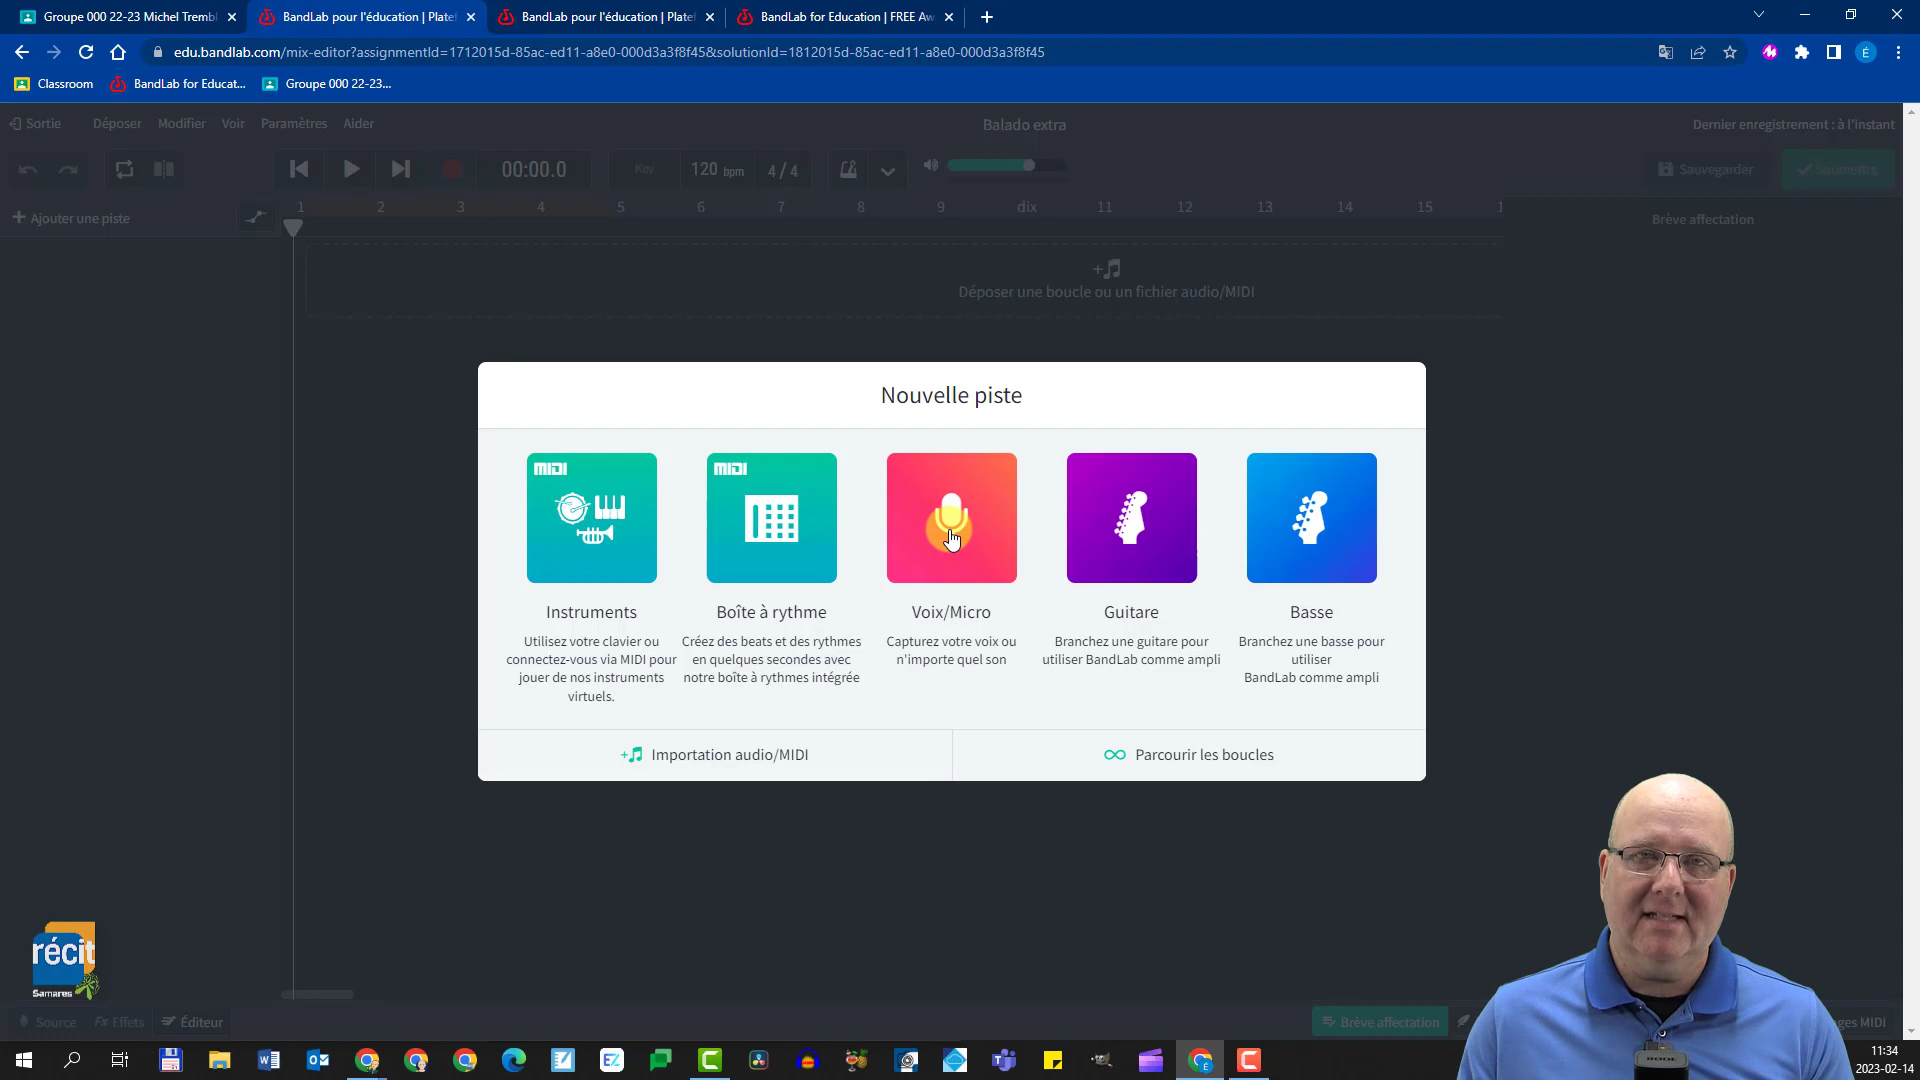 Groupe 000 22-23 Michel Trembl
BandLab pour l'éducation | Platef
BandLab pour l'éducation | Platef
BandLab for Education | FREE Aw
edu.bandlab.com/mix-editor?assignmentId=1712015d-85ac-ed11-a8e0-000d3a3f8f45&solutionId=1812015d-85ac-ed11-a8e0-000d3a3f8f45
É
Classroom
BandLab for Educat...
Groupe 000 22-23...
Sortie
Déposer
Modifier
Voir
Paramètres
Aider
Balado extra
Dernier enregistrement : à l'instant
00:00.0
Key
120 bpm
4 / 4
Sauvegarder
Soumettre
Ajouter une piste
1 2 3 4 5 6 7 8 9 dix 11 12 13 14 15
Brève affectation
Déposer une boucle ou un fichier audio/MIDI
Nouvelle piste
MIDI
MIDI
Instruments
Utilisez votre clavier ou
connectez-vous via MIDI pour
jouer de nos instruments
virtuels.
Boîte à rythme
Créez des beats et des rythmes
en quelques secondes avec
notre boîte à rythmes intégrée
Voix/Micro
Capturez votre voix ou
n'importe quel son
Guitare
Branchez une guitare pour
utiliser BandLab comme ampli
Basse
Branchez une basse pour
utiliser
BandLab comme ampli
Importation audio/MIDI
Parcourir les boucles
récit
Samares
Source
Fx Effets
Éditeur
Brève affectation
ges MIDI
EZ
11:34
2023-02-14